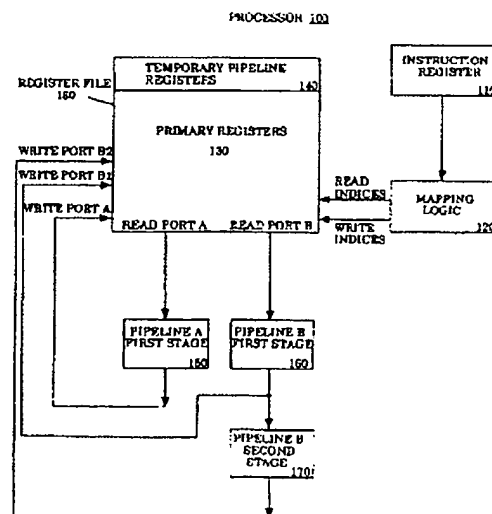 PROCESSOR 100
TEMPORARY PIPELINE
REGISTERS
140
REGISTER FILE
180
PRIMARY REGISTERS
130
INSTRUCTION
REGISTER
115
WRITE PORT B2
WRITE PORT B1
WRITE PORT A
READ
INDICES
WRITE
INDICES
MAPPING
LOGIC
120
READ PORT A
READ PORT B
PIPELINE A
FIRST STAGE
150
PIPELINE B
FIRST STAGE
160
PIPELINE B
SECOND
STAGE
170